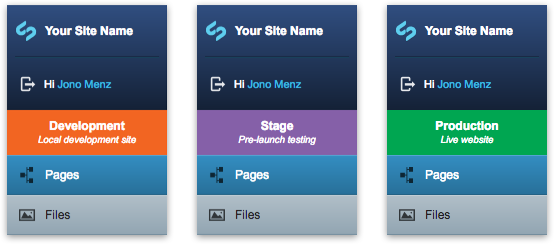 Your Site Name
Hi Jono Menz
Development
Local development site
Pages
Files
Your Site Name
Hi Jono Menz
Stage
Pre-launch testing
Pages
Files
Your Site Name
Hi Jono Menz
Production
Live website
Pages
Files